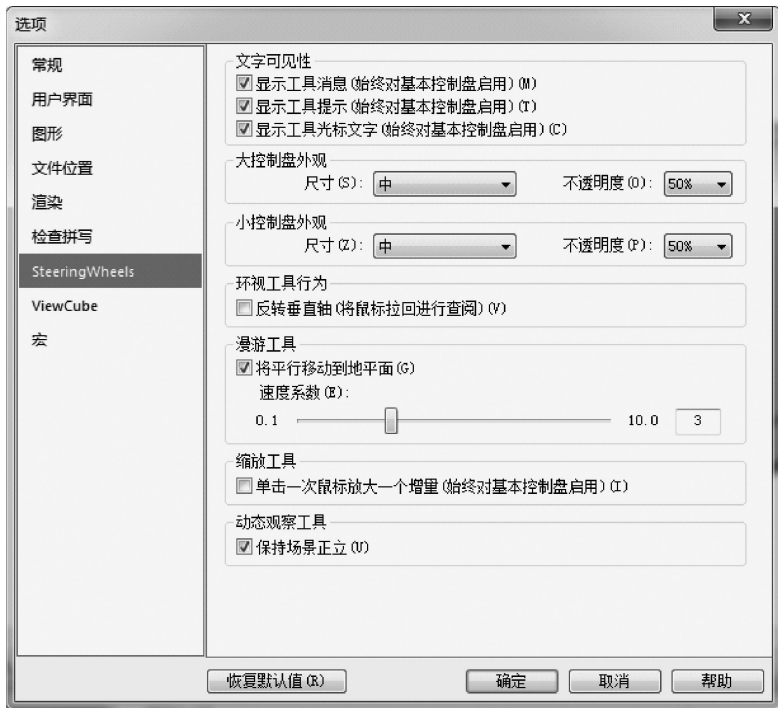 选项
X
常规
用户界面
图形
文件位置
渲染
检查拼写
SteeringWheels
ViewCube
宏
文字可见性
显示工具消息(始终对基本控制盘启用)(M)
显示工具提示(始终对基本控制盘启用)(T)
显示工具光标文字(始终对基本控制盘启用)(C)
大控制盘外观
尺寸(S): 中 不透明度(O): 50%
小控制盘外观
尺寸(Z): 中 不透明度(P): 50%
环视工具行为
反转垂直轴(将鼠标拉回进行查阅)(V)
漫游工具
将平行移动到地平面(G)
速度系数(E):
0.1 10.0 3
缩放工具
单击一次鼠标放大一个增量(始终对基本控制盘启用)(I)
动态观察工具
保持场景正立(U)
恢复默认值(R) 确定 取消 帮助